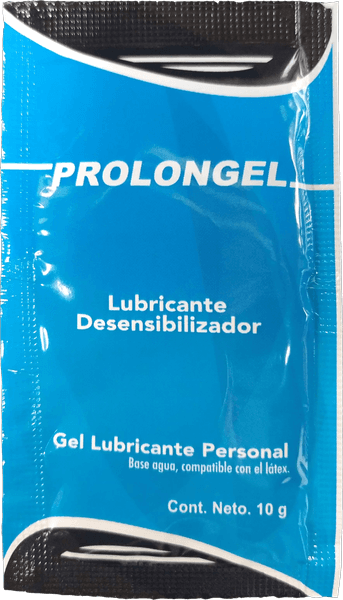 PROLONGEL
Lubricante
Desensibilizador
Gel Lubricante Personal
Base agua, compatible con el látex.
Cont. Neto. 10 g